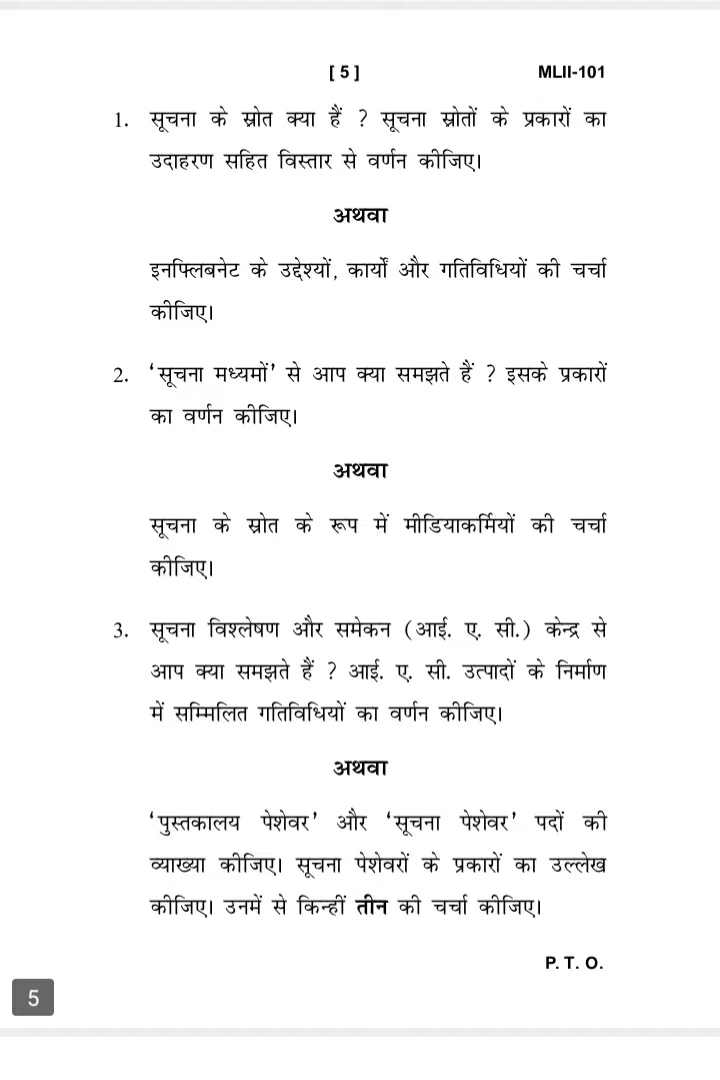 [ 5 ] MLII-101
1. सूचना के स्रोत क्या हैं ? सूचना स्रोतों के प्रकारों का
उदाहरण सहित विस्तार से वर्णन कीजिए।
अथवा
इनफ्लिबनेट के उद्देश्यों, कार्यों और गतिविधियों की चर्चा
कीजिए।
2. ‘सूचना मध्यमों’ से आप क्या समझते हैं ? इसके प्रकारों
का वर्णन कीजिए।
अथवा
सूचना के स्रोत के रूप में मीडियाकर्मियों की चर्चा
कीजिए।
3. सूचना विश्लेषण और समेकन (आई. ए. सी.) केन्द्र से
आप क्या समझते हैं ? आई. ए. सी. उत्पादों के निर्माण
में सम्मिलित गतिविधियों का वर्णन कीजिए।
अथवा
‘पुस्तकालय पेशेवर’ और ‘सूचना पेशेवर’ पदों की
व्याख्या कीजिए। सूचना पेशेवरों के प्रकारों का उल्लेख
कीजिए। उनमें से किन्हीं तीन की चर्चा कीजिए।
P. T. O.
5